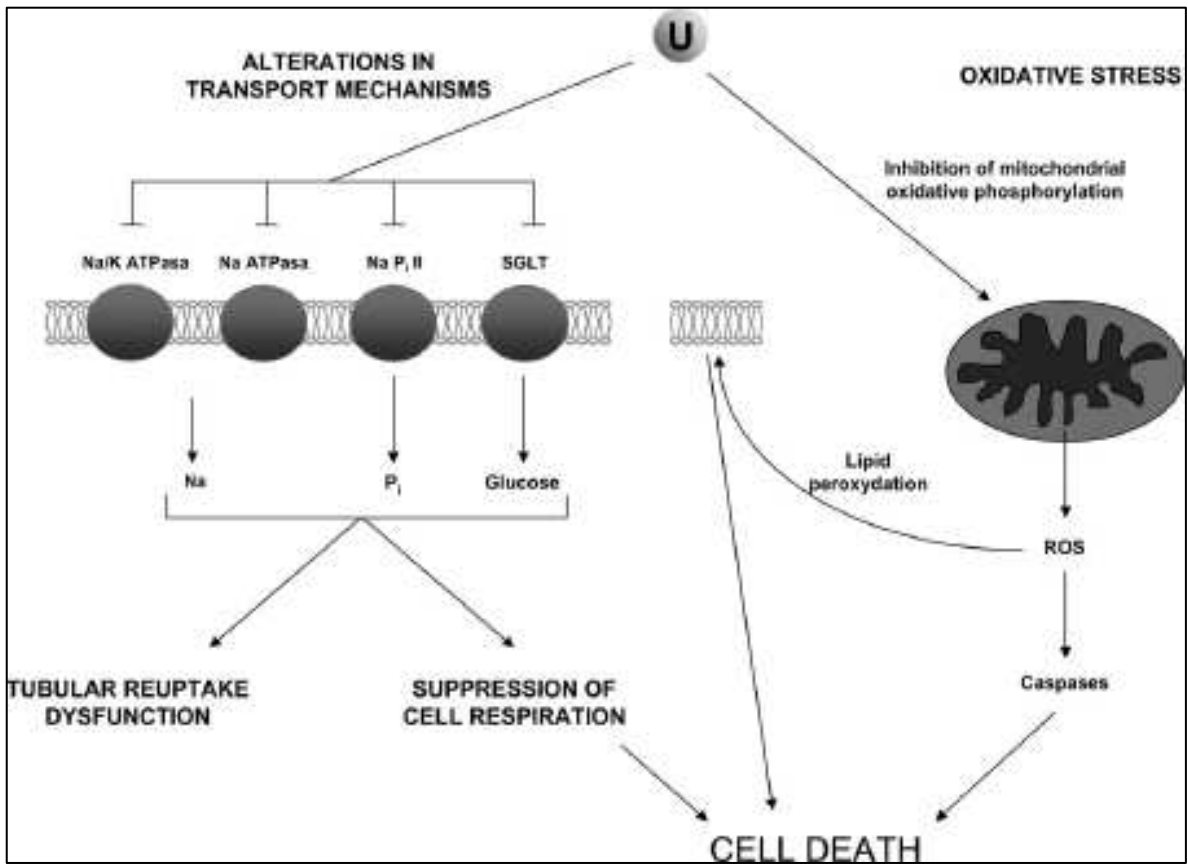 U
ALTERATIONS IN
TRANSPORT MECHANISMS
OXIDATIVE STRESS
Inhibition of mitochondrial
oxidative phosphorylation
Na/K ATPasa
Na ATPasa
Na Pi II
SGLT
Na
Pi
Glucose
Lipid
peroxydation
ROS
Caspases
TUBULAR REUPTAKE
DYSFUNCTION
SUPPRESSION OF
CELL RESPIRATION
CELL DEATH